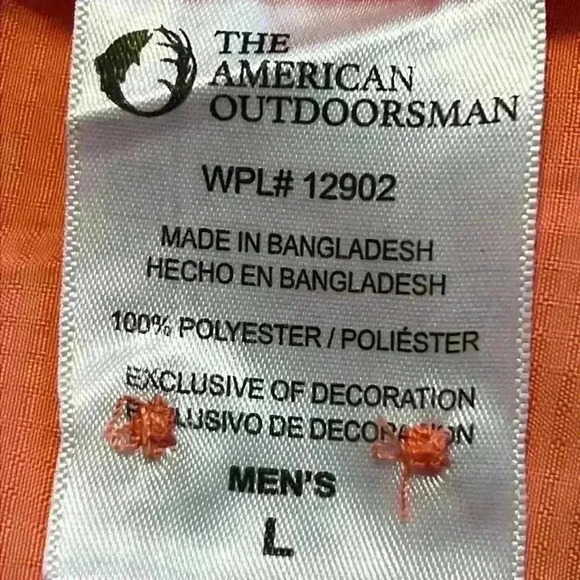 THE
AMERICAN
OUTDOORSMAN
WPL# 12902
MADE IN BANGLADESH
HECHO EN BANGLADESH
100% POLYESTER / POLIÉSTER
EXCLUSIVE OF DECORATION
DE
MEN'S
L